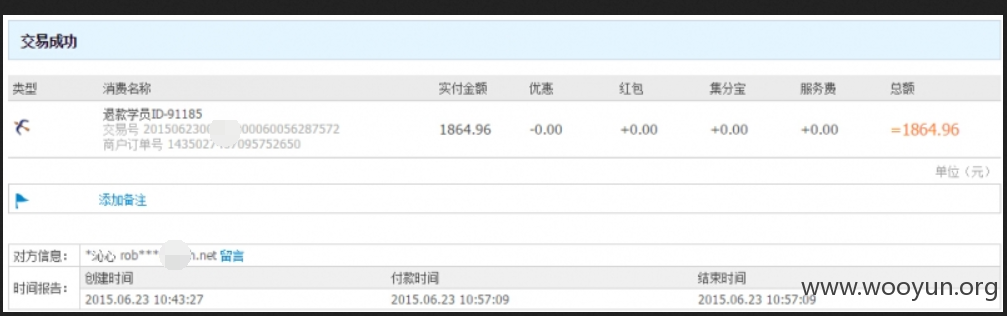 交易成功
类型 消费名称 实付金额 优惠 红包 集分宝 服务费 总额
退款学员ID-91185
交易号 2015062300 000060056287572
1864.96 -0.00 +0.00 +0.00 +0.00 =1864.96
商户订单号 095752650
单位（元）
添加备注
对方信息： *沁心 rob*** .net 留言
时间报告： 创建时间 付款时间 结束时间
2015.06.23 10:43:27 2015.06.23 10:57:09 2015.06.23 10:57:09
www.wooyun.org